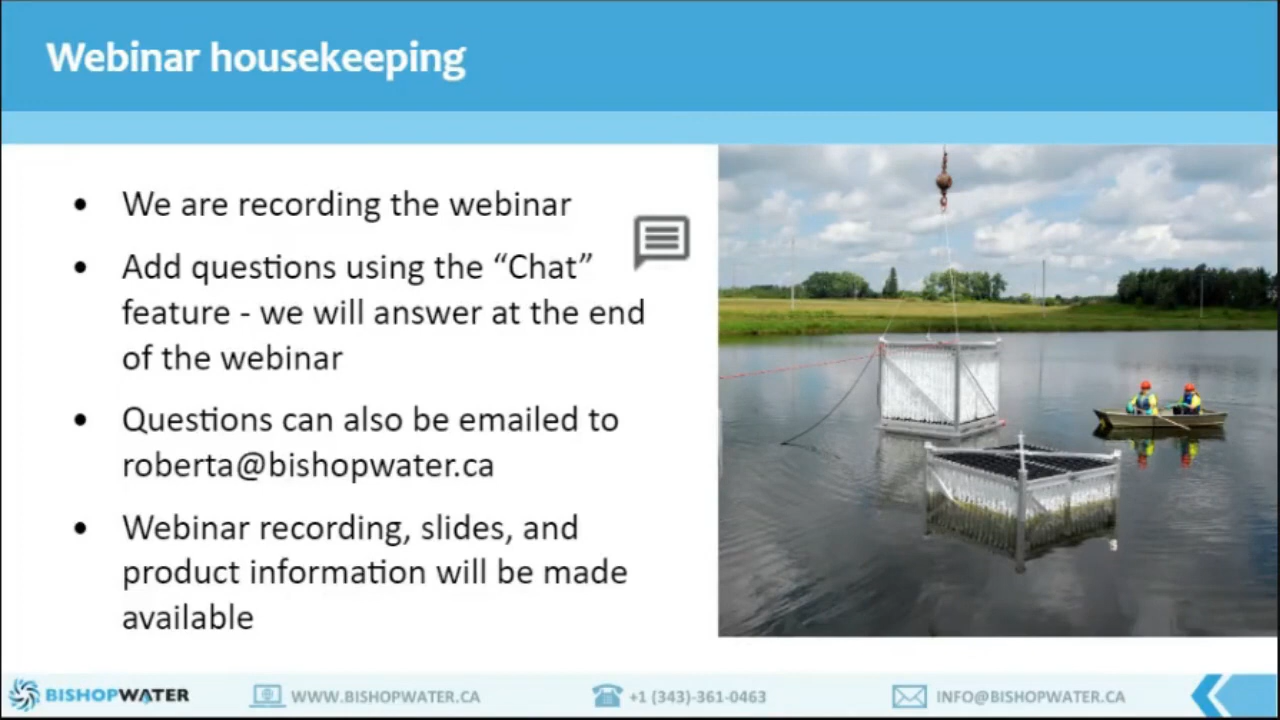 Webinar housekeeping
• We are recording the webinar
• Add questions using the “Chat”
feature - we will answer at the end
of the webinar
• Questions can also be emailed to
roberta@bishopwater.ca
• Webinar recording, slides, and
product information will be made
available
BISHOPWATER WWW.BISHOPWATER.CA +1 (343)-361-0463 INFO@BISHOPWATER.CA